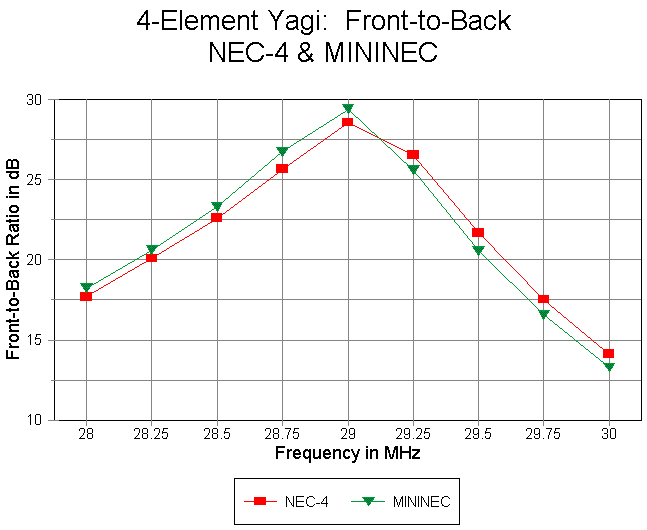 4-Element Yagi: Front-to-Back
NEC-4 & MININEC
Front-to-Back Ratio in dB
30
25
20
15
10
28 28.25 28.5 28.75 29 29.25 29.5 29.75 30
Frequency in MHz
NEC-4 MININEC